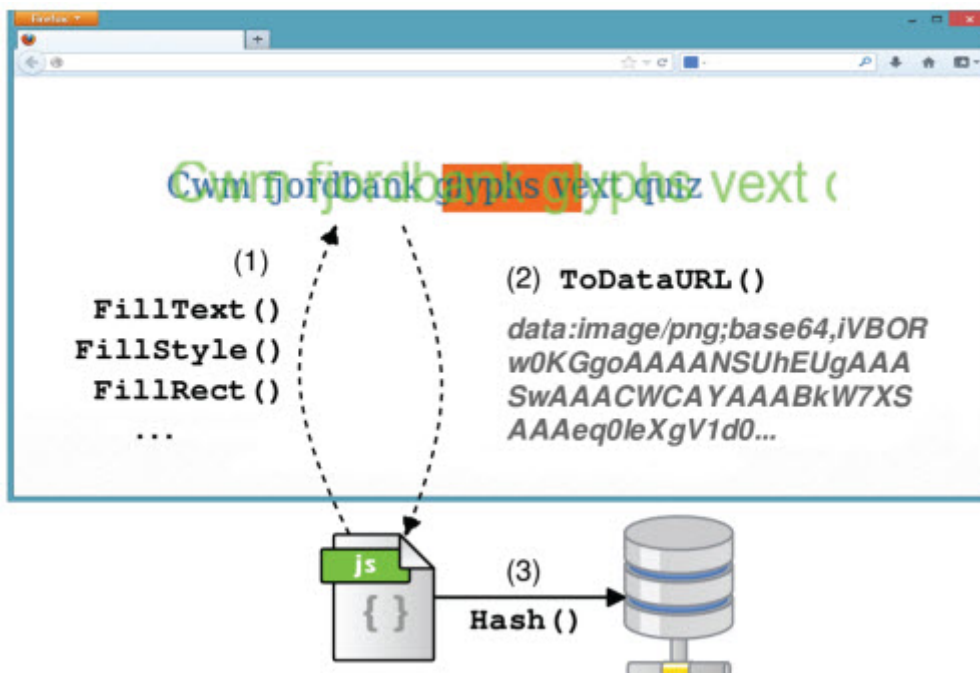 Firefox
Cwm fjordbank glyphs vext quiz
Cwm fjordbank glyphs vext q
(1)
FillText()
FillStyle()
FillRect()
...
(2) ToDataURL()
data:image/png;base64,iVBOR
w0KGgoAAAANSUhEUgAAA
SwAAACWCAYAAABkW7XS
AAAeq0leXgV1d0...
js
{ }
(3)
Hash()